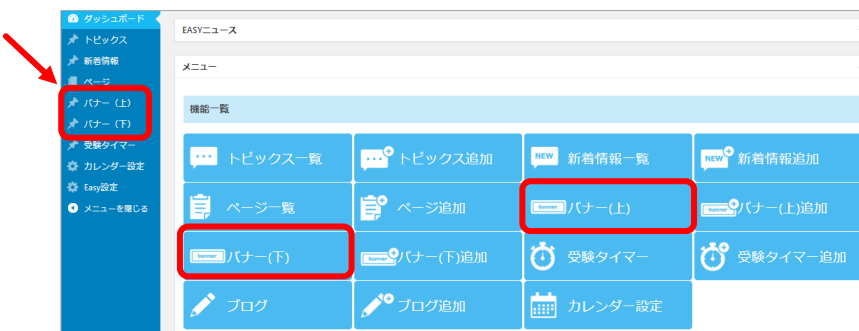 ダッシュボード
トピックス
新着情報
ページ
バナー（上）
バナー（下）
受験タイマー
カレンダー設定
Easy設定
メニューを閉じる
EASYニュース
メニュー
機能一覧
トピックス一覧
トピックス追加
NEW 新着情報一覧
NEW 新着情報追加
ページ一覧
ページ追加
banner バナー(上)
banner バナー(上)追加
banner バナー(下)
banner バナー(下)追加
受験タイマー
受験タイマー追加
ブログ
ブログ追加
カレンダー設定